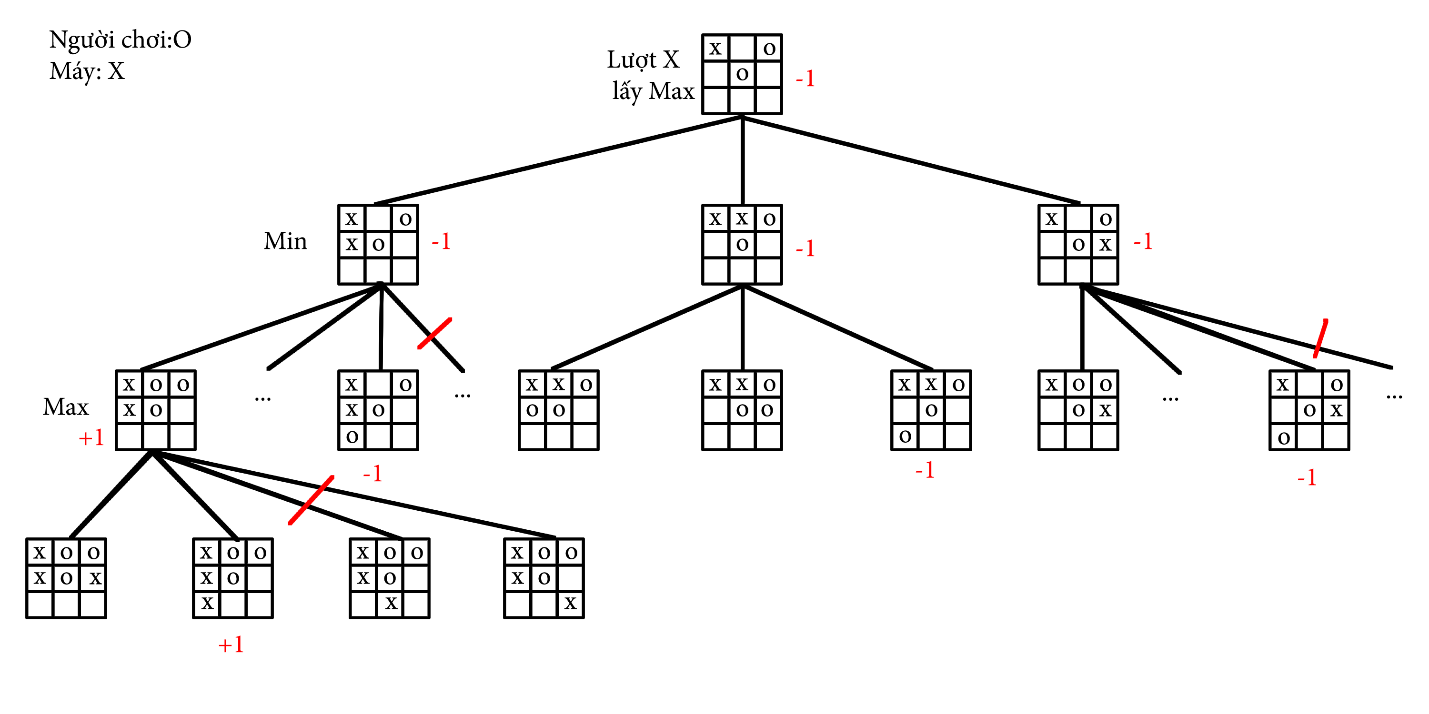 Người chơi:O
Máy: X
Lượt X
lấy Max
x o
o
-1
Min
x o
x o
-1
x x o
o
-1
x o
o x
-1
Max
+1
x o o
x o
...
x o
x o
o
-1
...
x x o
o o
x x o
o o
x x o
o
o
-1
x o o
o x
...
x o
o x
o
-1
...
x o o
x o x
x o o
x o
x
+1
x o o
x o
x
x o o
x o
x